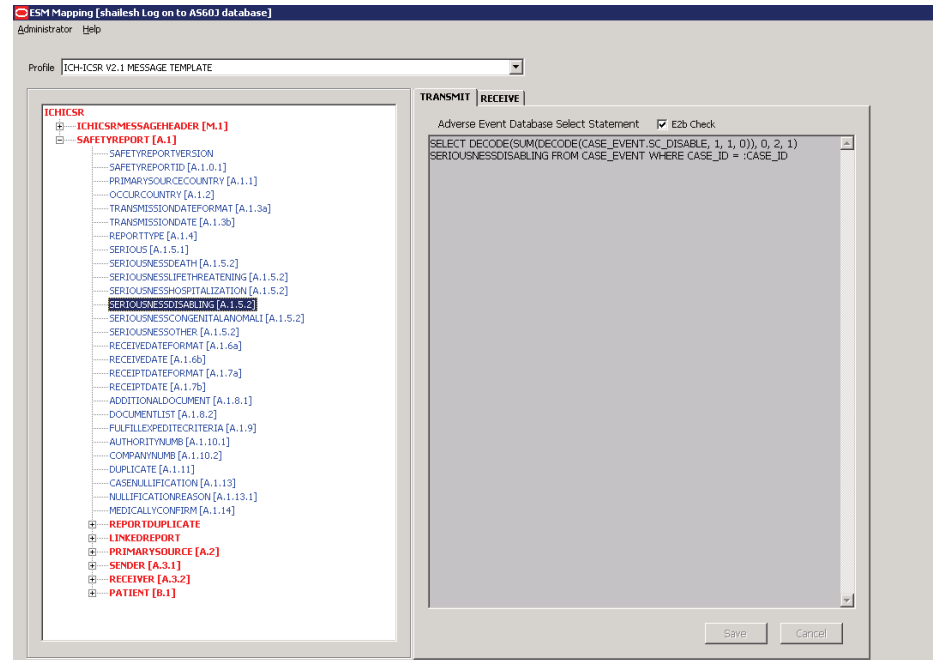 ESM Mapping [shailesh Log on to AS60J database]
Administrator Help
Profile ICH-ICSR V2.1 MESSAGE TEMPLATE
ICHICSR
ICHICSRMESSAGEHEADER [M.1]
SAFETYREPORT [A.1]
SAFETYREPORTVERSION
SAFETYREPORTID [A.1.0.1]
PRIMARYSOURCECOUNTRY [A.1.1]
OCCURCOUNTRY [A.1.2]
TRANSMISSIONDATEFORMAT [A.1.3a]
TRANSMISSIONDATE [A.1.3b]
REPORTTYPE [A.1.4]
SERIOUS [A.1.5.1]
SERIOUSNESSDEATH [A.1.5.2]
SERIOUSNESSLIFETHREATENING [A.1.5.2]
SERIOUSNESSHOSPITALIZATION [A.1.5.2]
SERIOUSNESSDISABLING [A.1.5.2]
SERIOUSNESSCONGENITALANOMALI [A.1.5.2]
SERIOUSNESSOTHER [A.1.5.2]
RECEIVEDATEFORMAT [A.1.6a]
RECEIVEDATE [A.1.6b]
RECEIPTDATEFORMAT [A.1.7a]
RECEIPTDATE [A.1.7b]
ADDITIONALDOCUMENT [A.1.8.1]
DOCUMENTLIST [A.1.8.2]
FULFILLEXPEDITECRITERIA [A.1.9]
AUTHORITYNUMB [A.1.10.1]
COMPANYNUMB [A.1.10.2]
DUPLICATE [A.1.11]
CASENULLIFICATION [A.1.13]
NULLIFICATIONREASON [A.1.13.1]
MEDICALLYCONFIRM [A.1.14]
REPORTDUPLICATE
LINKEDREPORT
PRIMARYSOURCE [A.2]
SENDER [A.3.1]
RECEIVER [A.3.2]
PATIENT [B.1]
TRANSMIT RECEIVE
Adverse Event Database Select Statement E2b Check
SELECT DECODE(SUM(DECODE(CASE_EVENT.SC_DISABLE, 1, 1, 0)), 0, 2, 1)
SERIOUSNESSDISABLING FROM CASE_EVENT WHERE CASE_ID = :CASE_ID
Save Cancel